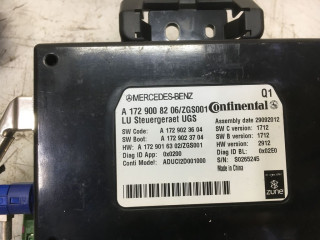 MERCEDES-BENZ
Q1
A 172 900 82 06/ZGS001
Continental
LU Steuergeraet UGS
Assembly date: 29092012
SW Code: A 172 902 36 04
SW C version: 1712
SW Boot: A 172 902 37 04
SW B version: 1712
HW: A 172 901 63 02/ZGS001
HW version: 2912
Diag ID App: 0x0200
Diag ID BL: 0x02E0
Conti Model: ADUCI2D001000
S/N: S0265245
Made in China
zune